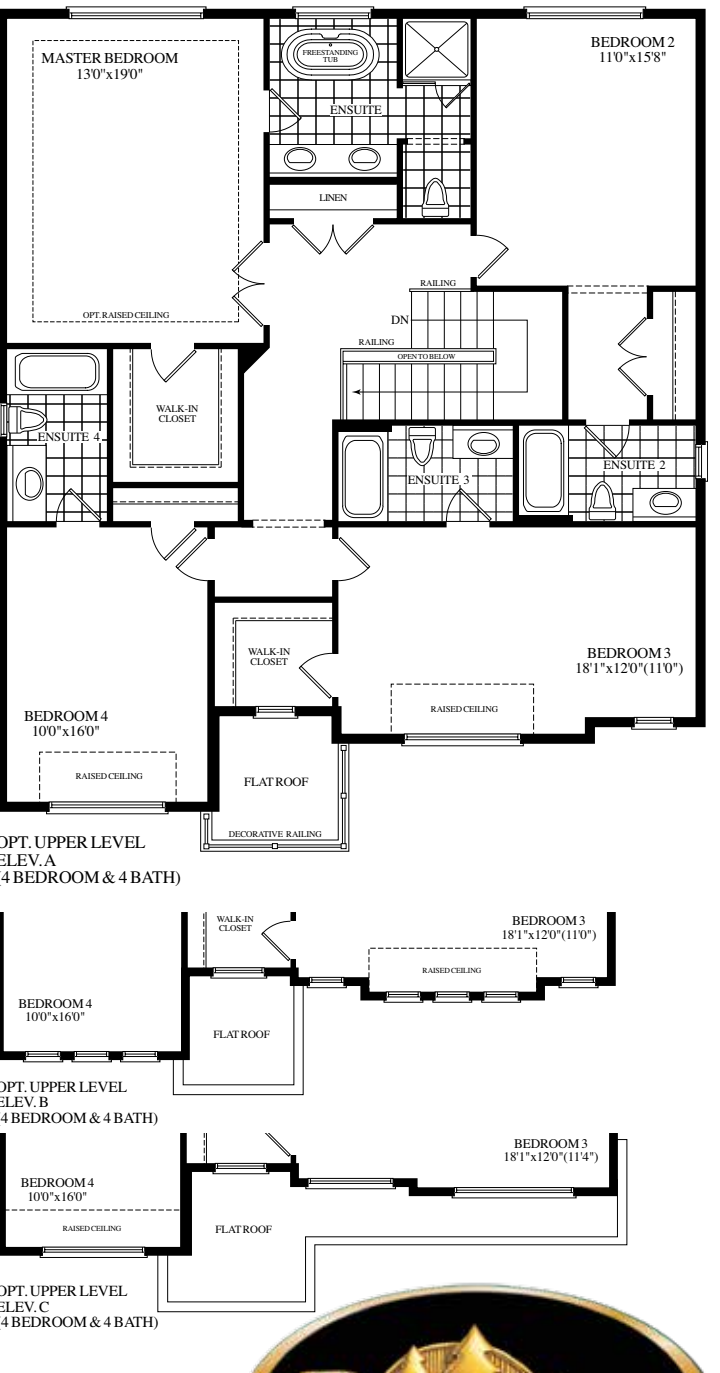 MASTER BEDROOM
13'0"x19'0"
FREESTANDING
TUB
ENSUITE
BEDROOM 2
11'0"x15'8"
LINEN
OPT. RAISED CEILING
RAILING
DN
RAILING
OPEN TO BELOW
WALK-IN
CLOSET
ENSUITE 4
ENSUITE 3
ENSUITE 2
WALK-IN
CLOSET
BEDROOM 3
18'1"x12'0"(11'0")
RAISED CEILING
BEDROOM 4
10'0"x16'0"
RAISED CEILING
FLAT ROOF
DECORATIVE RAILING
OPT. UPPER LEVEL
ELEV. A
(4 BEDROOM & 4 BATH)
WALK-IN
CLOSET
BEDROOM 3
18'1"x12'0"(11'0")
RAISED CEILING
BEDROOM 4
10'0"x16'0"
FLAT ROOF
OPT. UPPER LEVEL
ELEV. B
(4 BEDROOM & 4 BATH)
BEDROOM 3
18'1"x12'0"(11'4")
BEDROOM 4
10'0"x16'0"
RAISED CEILING
FLAT ROOF
OPT. UPPER LEVEL
ELEV. C
(4 BEDROOM & 4 BATH)